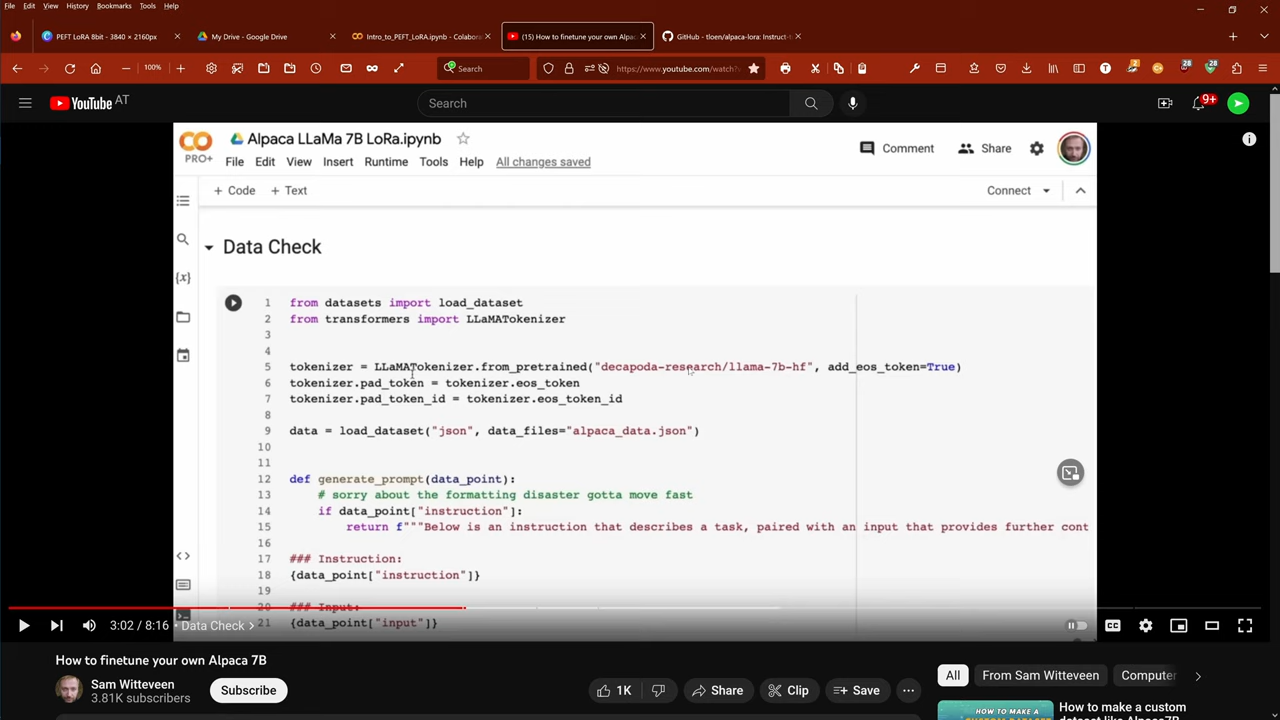 File Edit View History Bookmarks Tools Help
PEFT LoRA 8bit - 3840 × 2160px
My Drive - Google Drive
Intro_to_PEFT_LoRA.ipynb - Colabora
(15) How to finetune your own Alpa
GitHub - tloen/alpaca-lora: Instruct-t
100%
Search
https://www.youtube.com/watch?v
28
28
YouTube AT
Search
9+
Alpaca LLaMa 7B LoRa.ipynb
PRO+
File Edit View Insert Runtime Tools Help All changes saved
Comment
Share
+ Code + Text
Connect
Data Check
1 from datasets import load_dataset
2 from transformers import LLaMATokenizer
3
4
5 tokenizer = LLaMATokenizer.from_pretrained("decapoda-research/llama-7b-hf", add_eos_token=True)
6 tokenizer.pad_token = tokenizer.eos_token
7 tokenizer.pad_token_id = tokenizer.eos_token_id
8
9 data = load_dataset("json", data_files="alpaca_data.json")
10
11
12 def generate_prompt(data_point):
13 # sorry about the formatting disaster gotta move fast
14 if data_point["instruction"]:
15 return f"""Below is an instruction that describes a task, paired with an input that provides further cont
16
17 ### Instruction:
18 {data_point["instruction"]}
19
20 ### Input:
21 {data_point["input"]}
3:02 / 8:16 • Data Check
How to finetune your own Alpaca 7B
Sam Witteveen
3.81K subscribers
Subscribe
1K
Share
Clip
Save
All
From Sam Witteveen
Computer
HOW TO MAKE A
How to make a custom
dataset like Alpaca7B